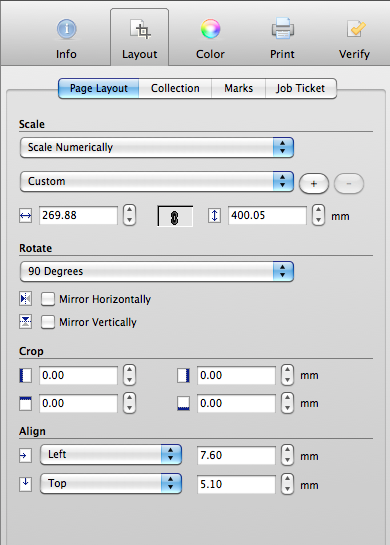 Info Layout Color Print Verify
Page Layout Collection Marks Job Ticket
Scale
Scale Numerically
Custom + −
269.88 400.05 mm
Rotate
90 Degrees
Mirror Horizontally
Mirror Vertically
Crop
0.00 0.00 mm
0.00 0.00 mm
Align
Left 7.60 mm
Top 5.10 mm